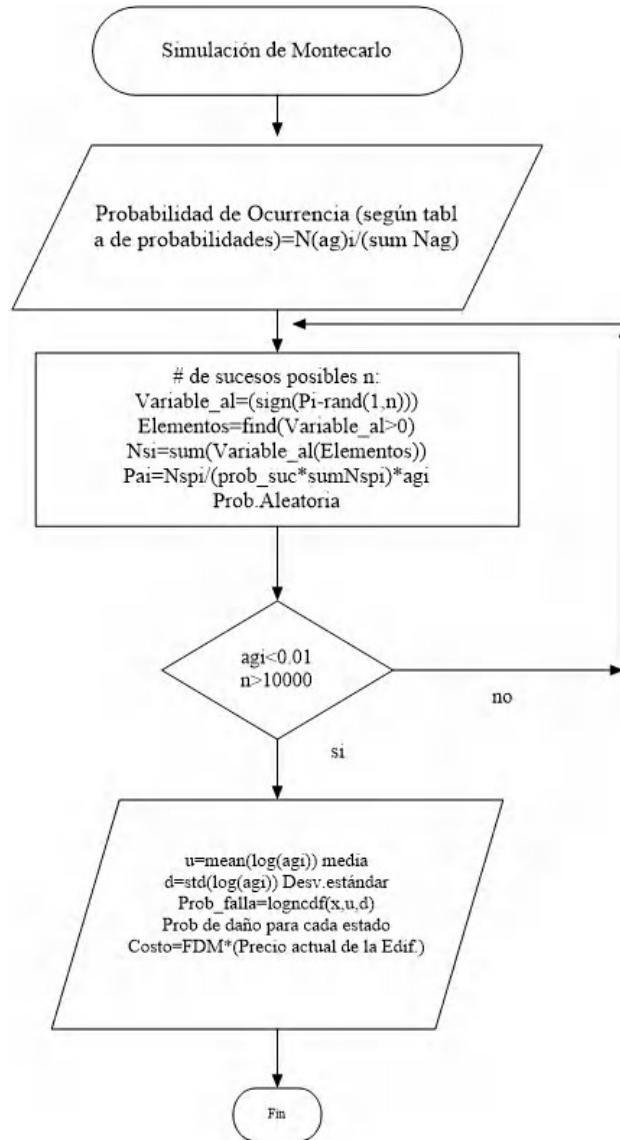 Simulación de Montecarlo
Probabilidad de Ocurrencia (según tabl
a de probabilidades)=N(ag)i/(sum Nag)
# de sucesos posibles n:
Variable_al=(sign(Pi-rand(1,n)))
Elementos=find(Variable_al>0)
Nsi=sum(Variable_al(Elementos))
Pai=Nspi/(prob_suc*sumNspi)*agi
Prob.Aleatoria
agi<0.01
n>10000
no
si
u=mean(log(agi)) media
d=std(log(agi)) Desv.estándar
Prob_falla=logncdf(x,u,d)
Prob de daño para cada estado
Costo=FDM*(Precio actual de la Edif.)
Fin